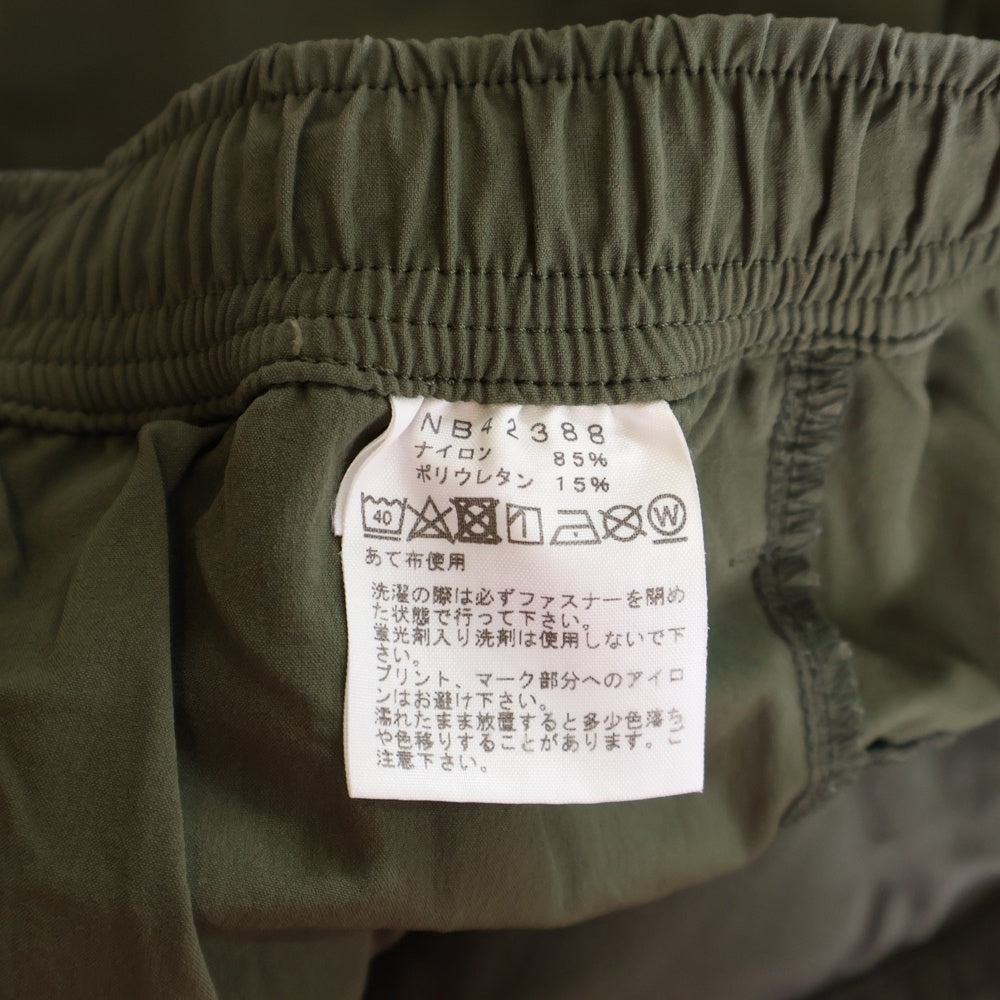 NB42388
ナイロン 85%
ポリウレタン 15%
40 W
あて布使用
洗濯の際は必ずファスナーを閉め
た状態で行って下さい。
蛍光剤入り洗剤は使用しないで下
さい。
プリント、マーク部分へのアイロ
ンはお避け下さい。
濡れたまま放置すると多少色落ち
や色移りすることがあります。ご
注意下さい。